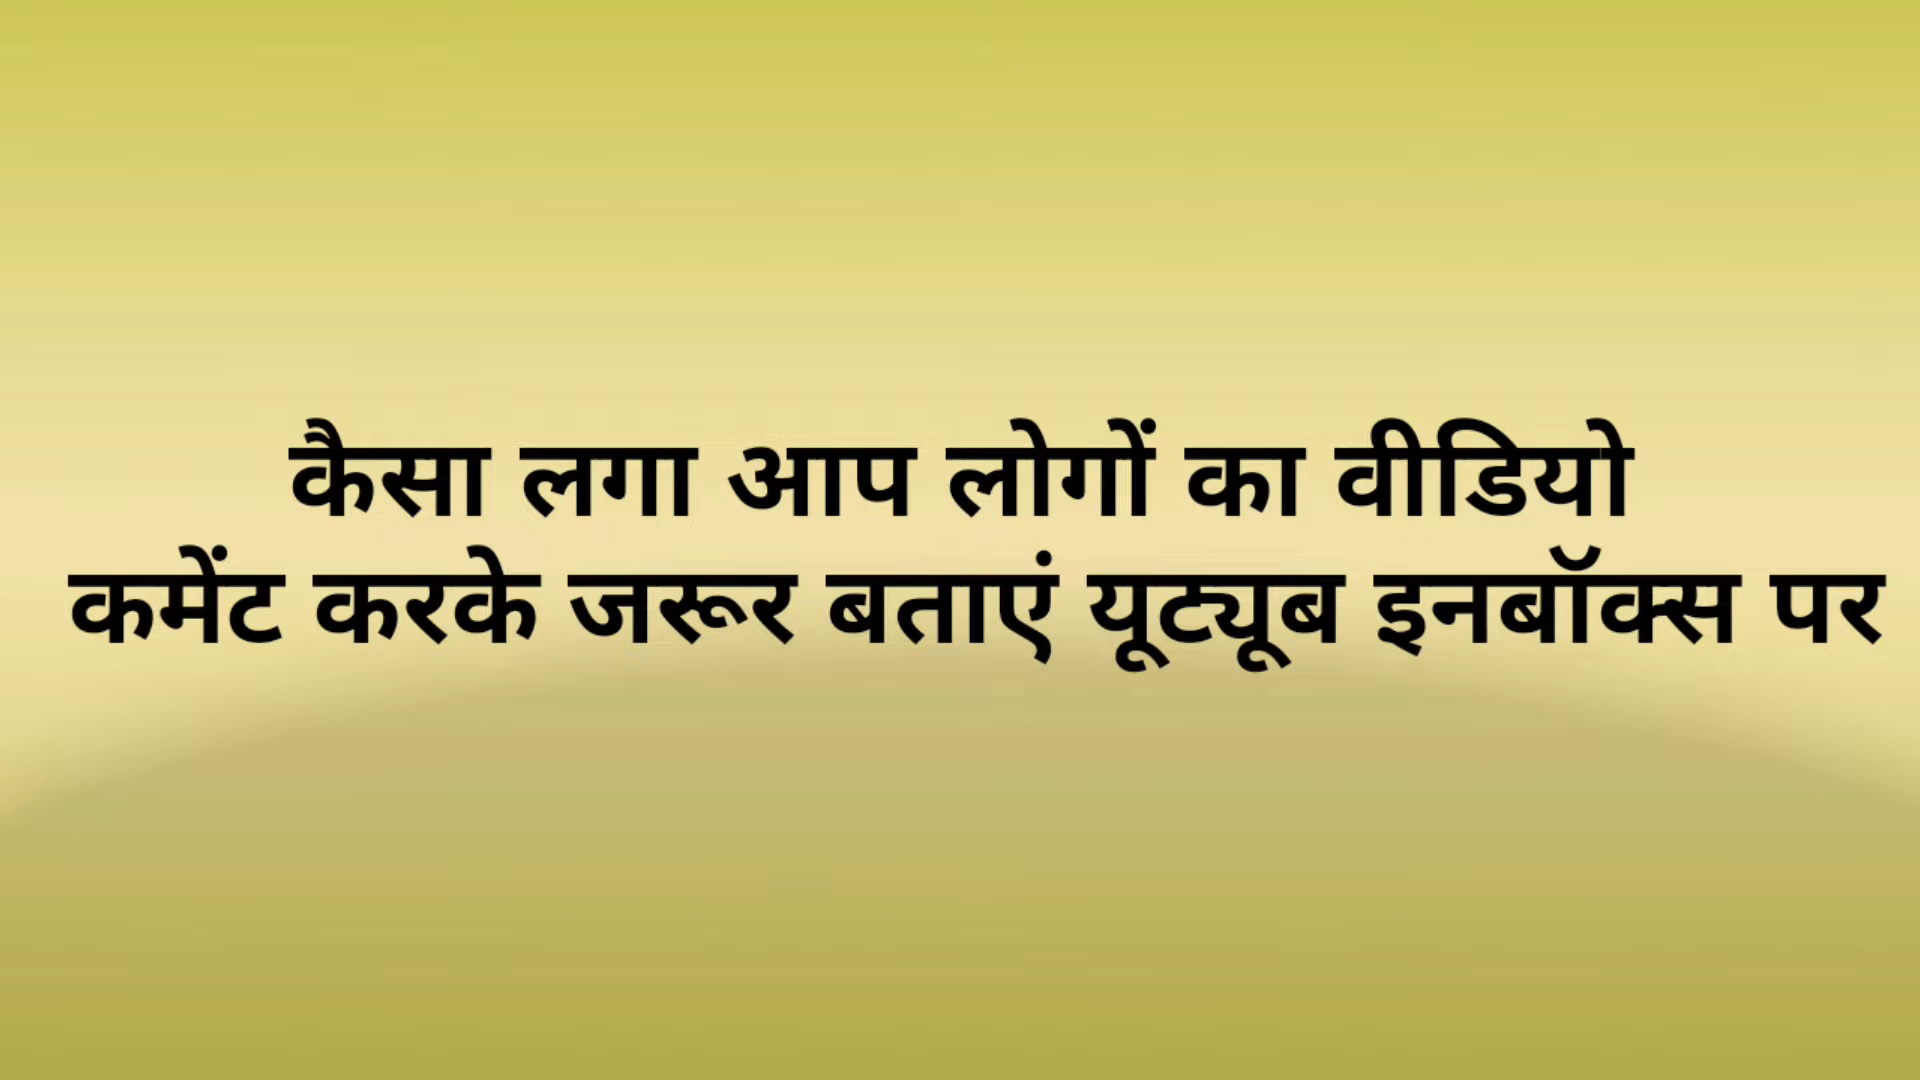 कैसा लगा आप लोगों का वीडियो
कमेंट करके जरूर बताएं यूट्यूब इनबॉक्स पर